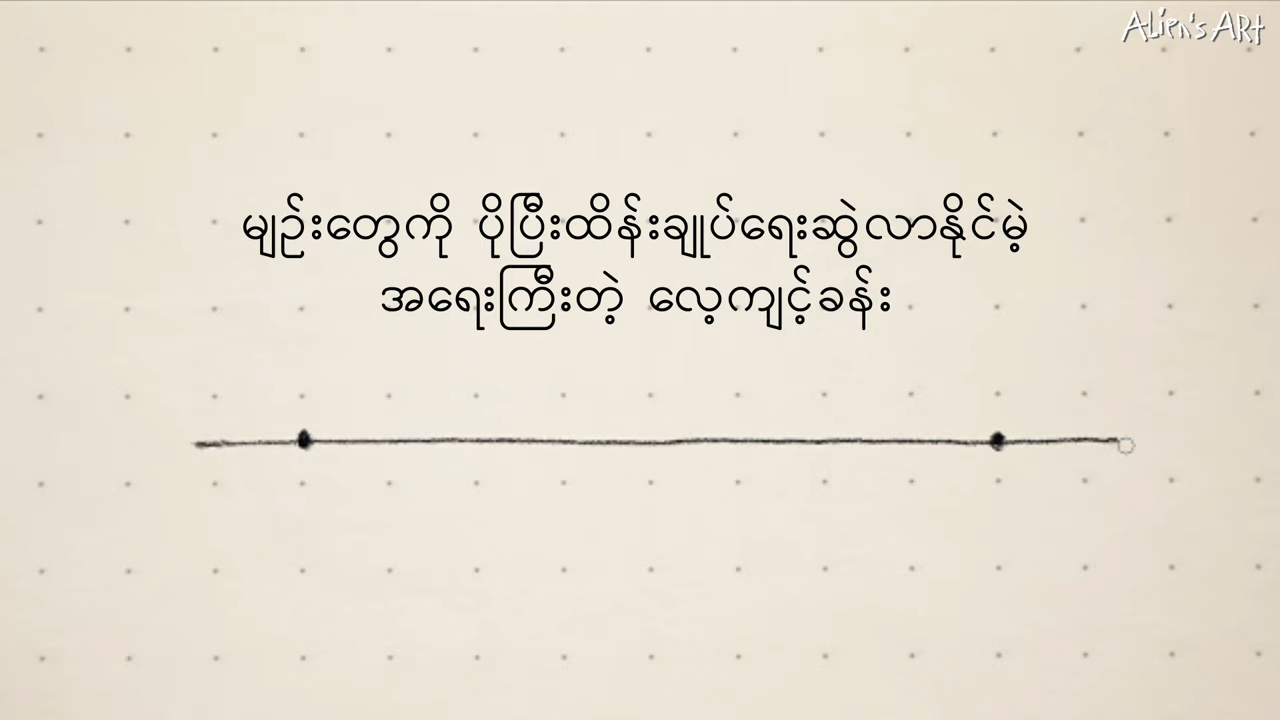 Alien's ART
မျဉ်းတွေကို ပိုပြီးထိန်းချုပ်ရေးဆွဲလာနိုင်မဲ့
အရေးကြီးတဲ့ လေ့ကျင့်ခန်း